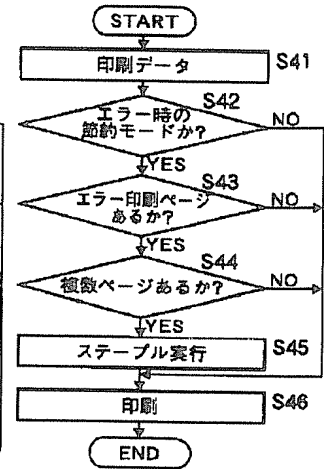 START
印刷データ S41
S42
エラー時の
節約モードか?
NO
YES
S43
エラー印刷ページ
あるか?
NO
YES
S44
複数ページあるか?
NO
YES
ステープル実行 S45
印刷 S46
END